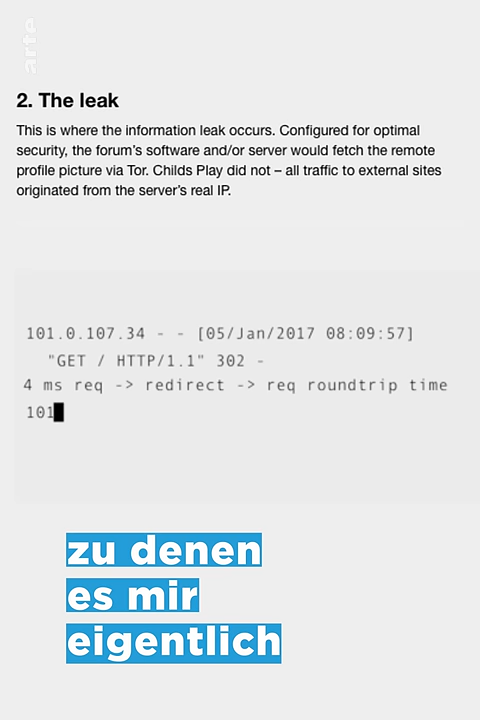 arte
2. The leak
This is where the information leak occurs. Configured for optimal
security, the forum's software and/or server would fetch the remote
profile picture via Tor. Childs Play did not – all traffic to external sites
originated from the server's real IP.
101.0.107.34 - - [05/Jan/2017 08:09:57]
"GET / HTTP/1.1" 302 -
4 ms req -> redirect -> req roundtrip time
101
zu denen
es mir
eigentlich